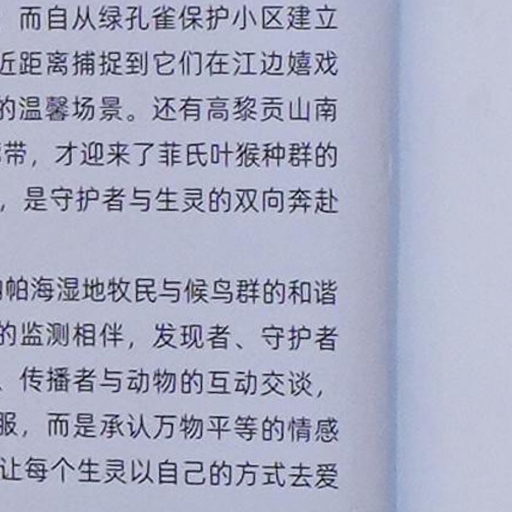 而自从绿孔雀保护小区建立
近距离捕捉到它们在江边嬉戏
的温馨场景。还有高黎贡山南
带，才迎来了菲氏叶猴种群的
，是守护者与生灵的双向奔赴
帕海湿地牧民与候鸟群的和谐
的监测相伴，发现者、守护者
、传播者与动物的互动交谈，
服，而是承认万物平等的情感
让每个生灵以自己的方式去爱